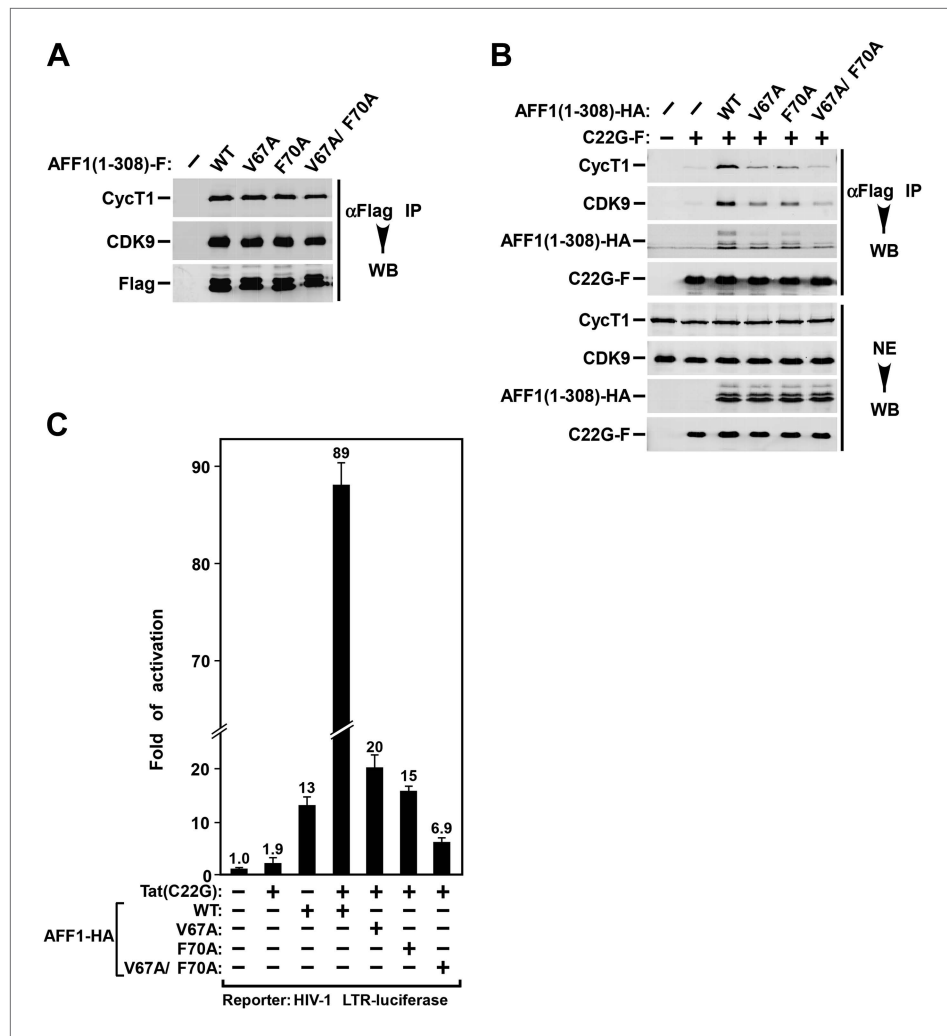 A
AFF1(1-308)-F: – WT V67A F70A V67A/ F70A
CycT1
CDK9
Flag
αFlag IP
WB
B
AFF1(1-308)-HA: – – WT V67A F70A V67A/ F70A
C22G-F: – + + + + +
CycT1
CDK9
AFF1(1-308)-HA
C22G-F
αFlag IP
WB
CycT1
CDK9
AFF1(1-308)-HA
C22G-F
NE
WB
C
Fold of activation
90
80
70
20
10
0
1.0 1.9 13 89 20 15 6.9
Tat(C22G): – + – + + + +
AFF1-HA
WT: – – + + – – –
V67A: – – – – + – –
F70A: – – – – – + –
V67A/ F70A: – – – – – – +
Reporter: HIV-1 LTR-luciferase